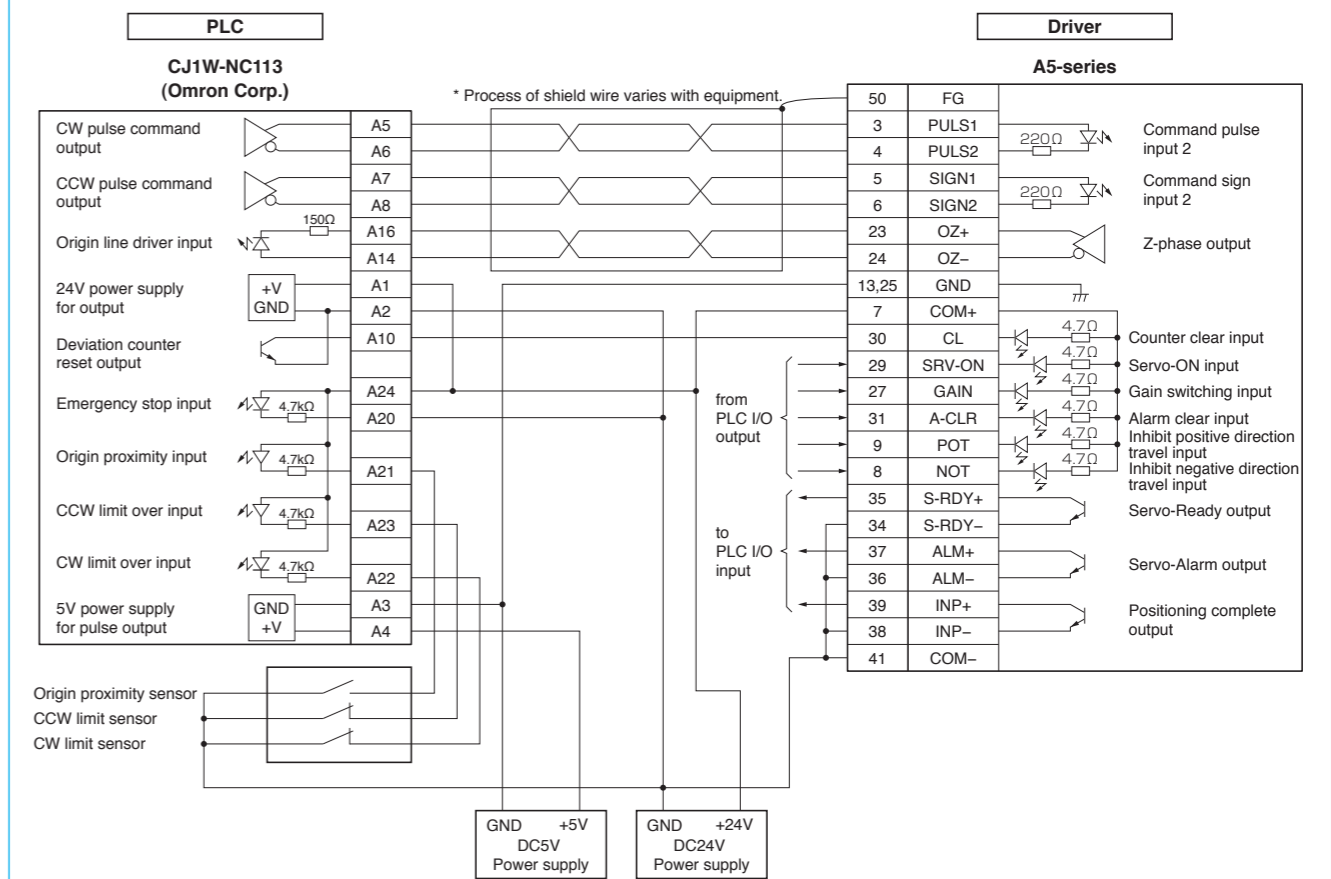 PLC
Driver
CJ1W-NC113
(Omron Corp.)
A5-series
* Process of shield wire varies with equipment.
CW pulse command
output
A5
A6
CCW pulse command
output
A7
A8
Origin line driver input
150Ω
A16
A14
24V power supply
for output
+V
GND
A1
A2
Deviation counter
reset output
A10
Emergency stop input
4.7kΩ
A24
A20
Origin proximity input
4.7kΩ
A21
CCW limit over input
4.7kΩ
A23
CW limit over input
4.7kΩ
A22
5V power supply
for pulse output
GND
+V
A3
A4
50 FG
3 PULS1
4 PULS2
220Ω
Command pulse
input 2
5 SIGN1
6 SIGN2
220Ω
Command sign
input 2
23 OZ+
24 OZ−
Z-phase output
13,25 GND
7 COM+
30 CL 4.7Ω Counter clear input
29 SRV-ON 4.7Ω Servo-ON input
27 GAIN 4.7Ω Gain switching input
31 A-CLR 4.7Ω Alarm clear input
9 POT 4.7Ω Inhibit positive direction
travel input
8 NOT 4.7Ω Inhibit negative direction
travel input
from
PLC I/O
output
35 S-RDY+
34 S-RDY−
Servo-Ready output
37 ALM+
36 ALM−
Servo-Alarm output
39 INP+
38 INP−
Positioning complete
output
41 COM−
to
PLC I/O
input
Origin proximity sensor
CCW limit sensor
CW limit sensor
GND +5V
DC5V
Power supply
GND +24V
DC24V
Power supply